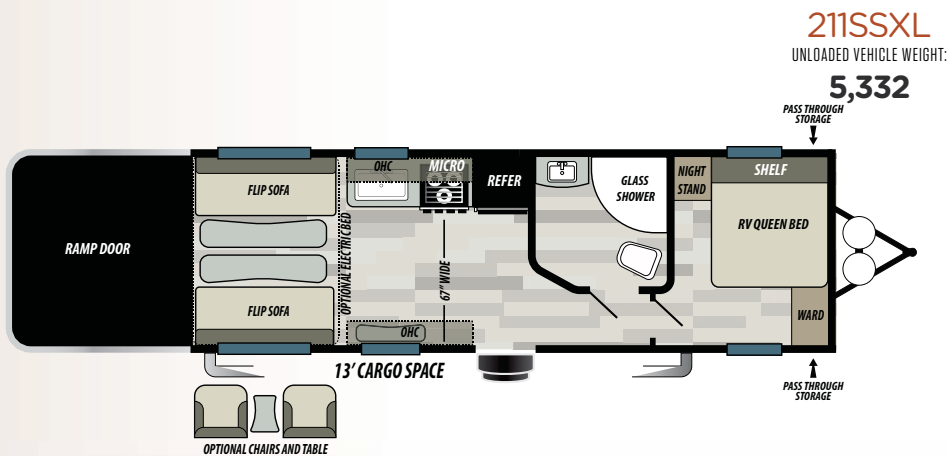 211SSXL
UNLOADED VEHICLE WEIGHT:
5,332
PASS THROUGH
STORAGE
OHC
MICRO
REFER
GLASS
SHOWER
NIGHT
STAND
SHELF
FLIP SOFA
RV QUEEN BED
RAMP DOOR
OPTIONAL ELECTRIC BED
67" WIDE
FLIP SOFA
OHC
WARD
13' CARGO SPACE
PASS THROUGH
STORAGE
OPTIONAL CHAIRS AND TABLE